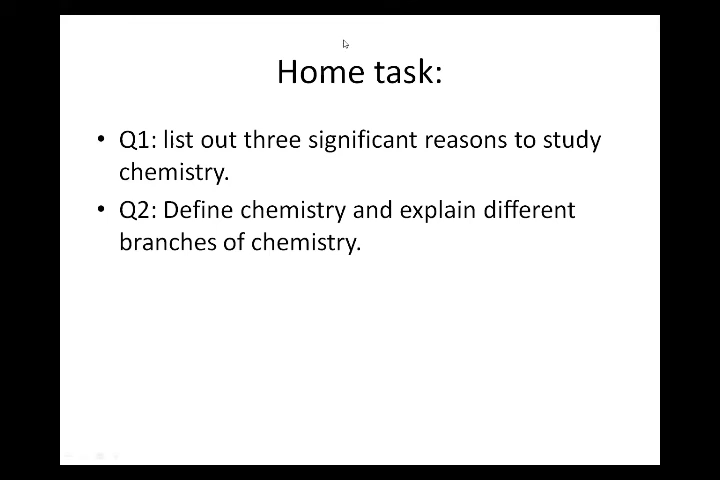 Home task:
• Q1: list out three significant reasons to study
chemistry.
• Q2: Define chemistry and explain different
branches of chemistry.